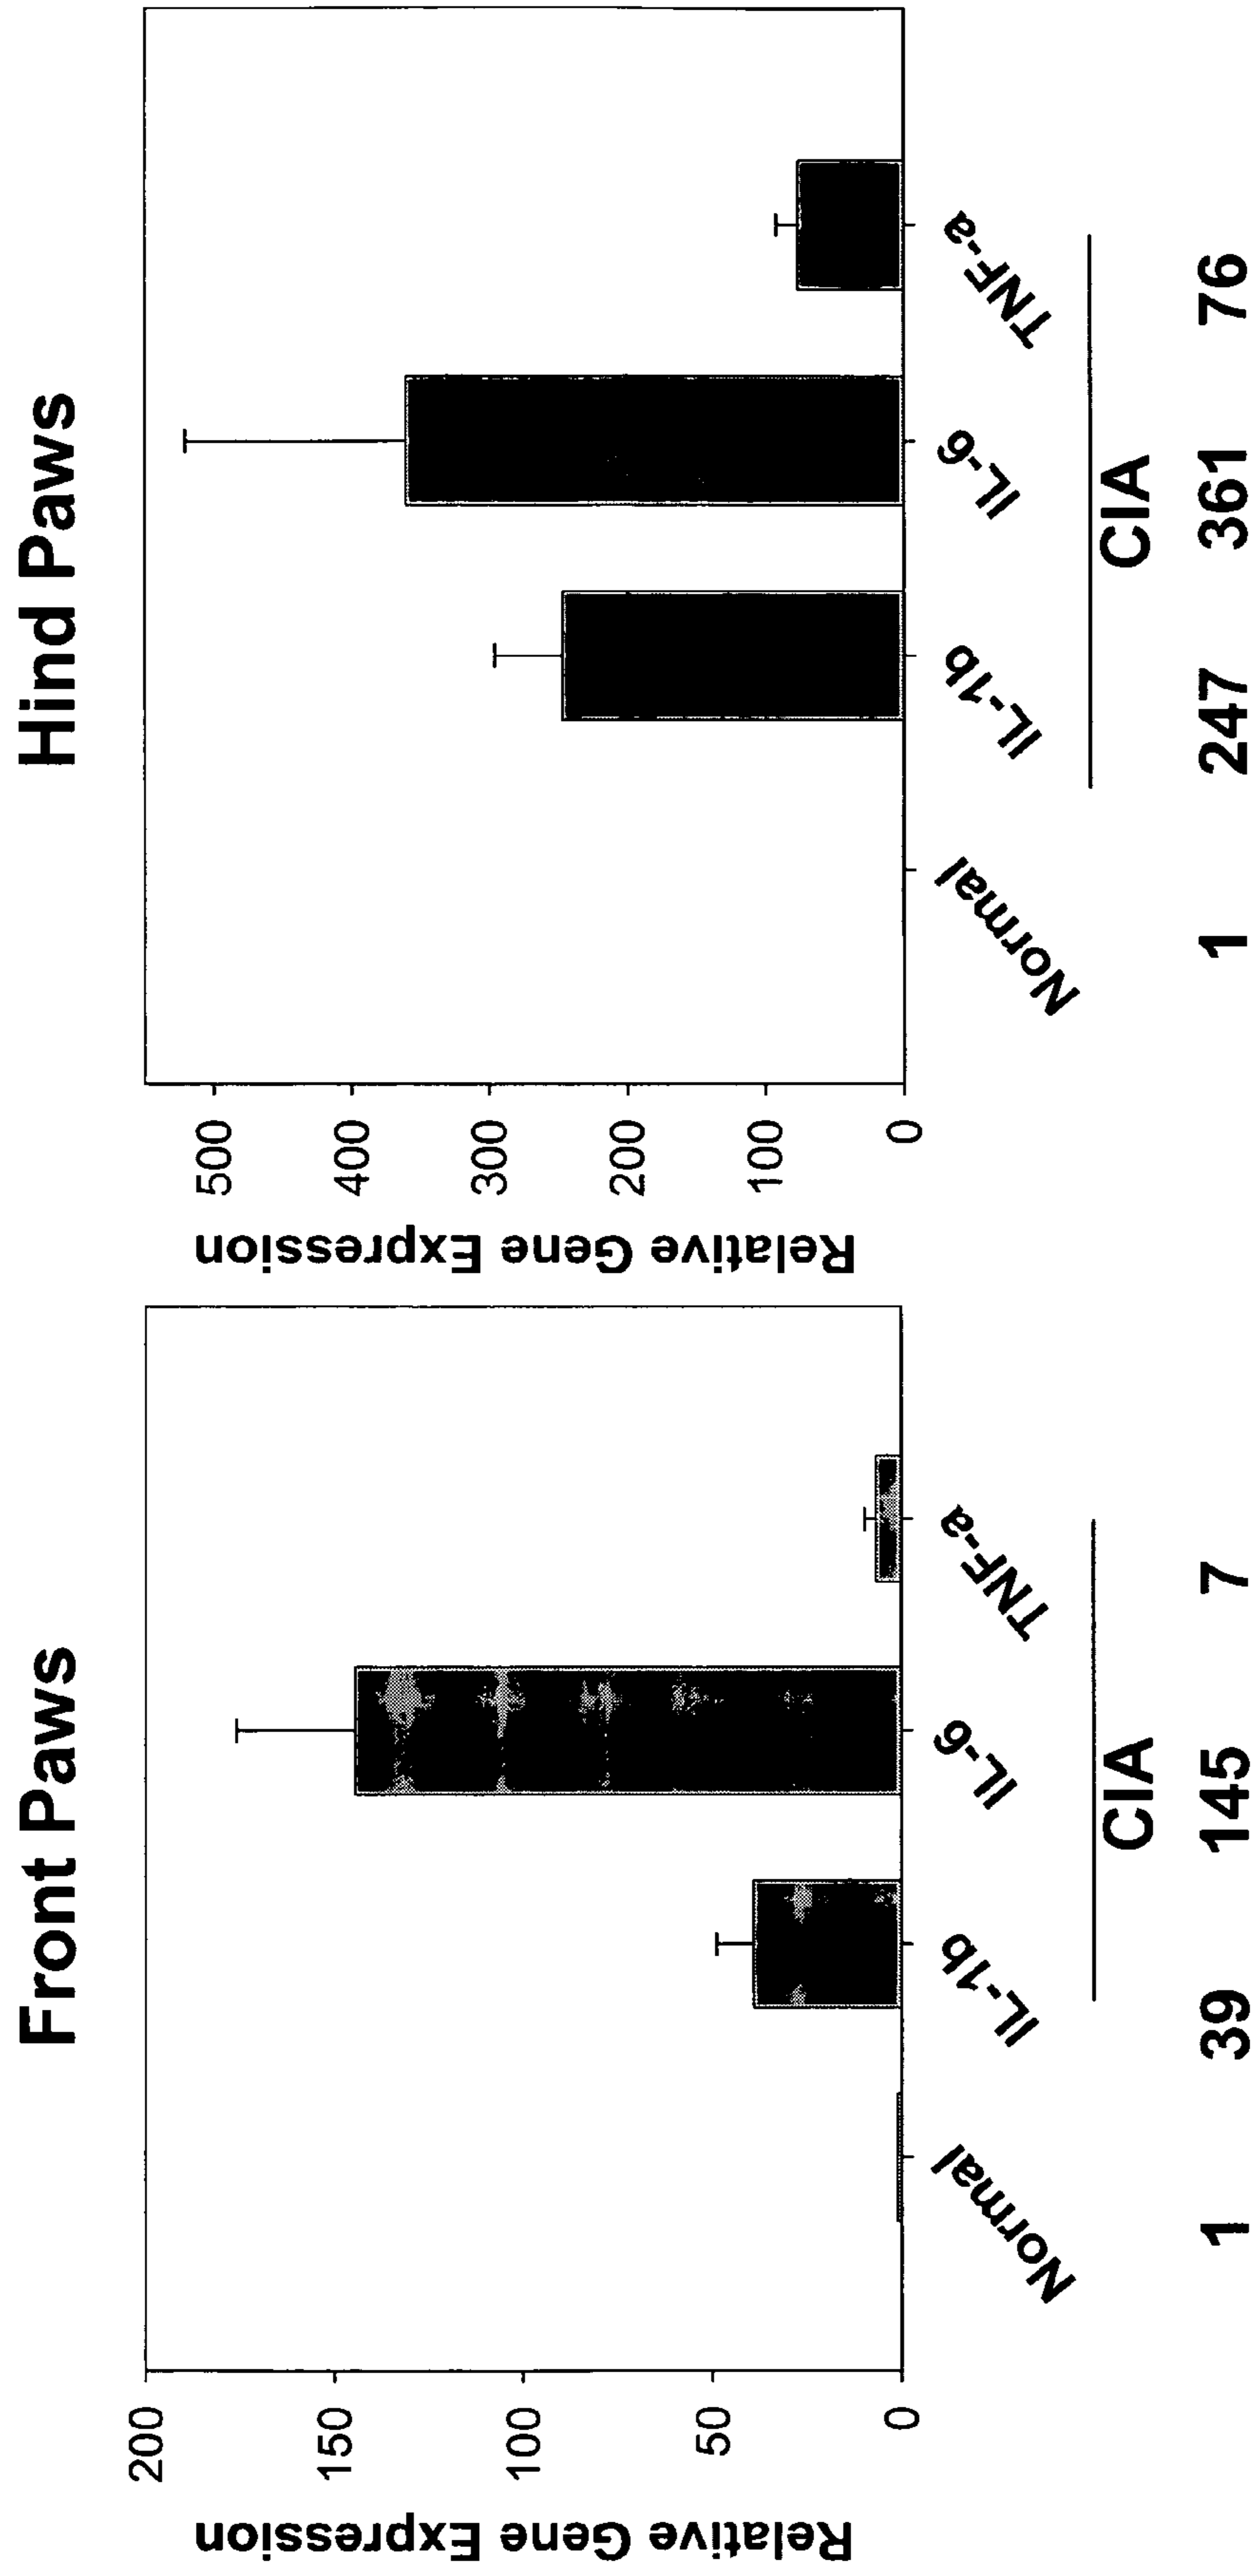 Front Paws
Relative Gene Expression
200
150
100
50
0
Normal
IL-1b
IL-6
TNF-a
CIA
1 39 145 7
Hind Paws
Relative Gene Expression
500
400
300
200
100
0
Normal
IL-1b
IL-6
TNF-a
CIA
1 247 361 76